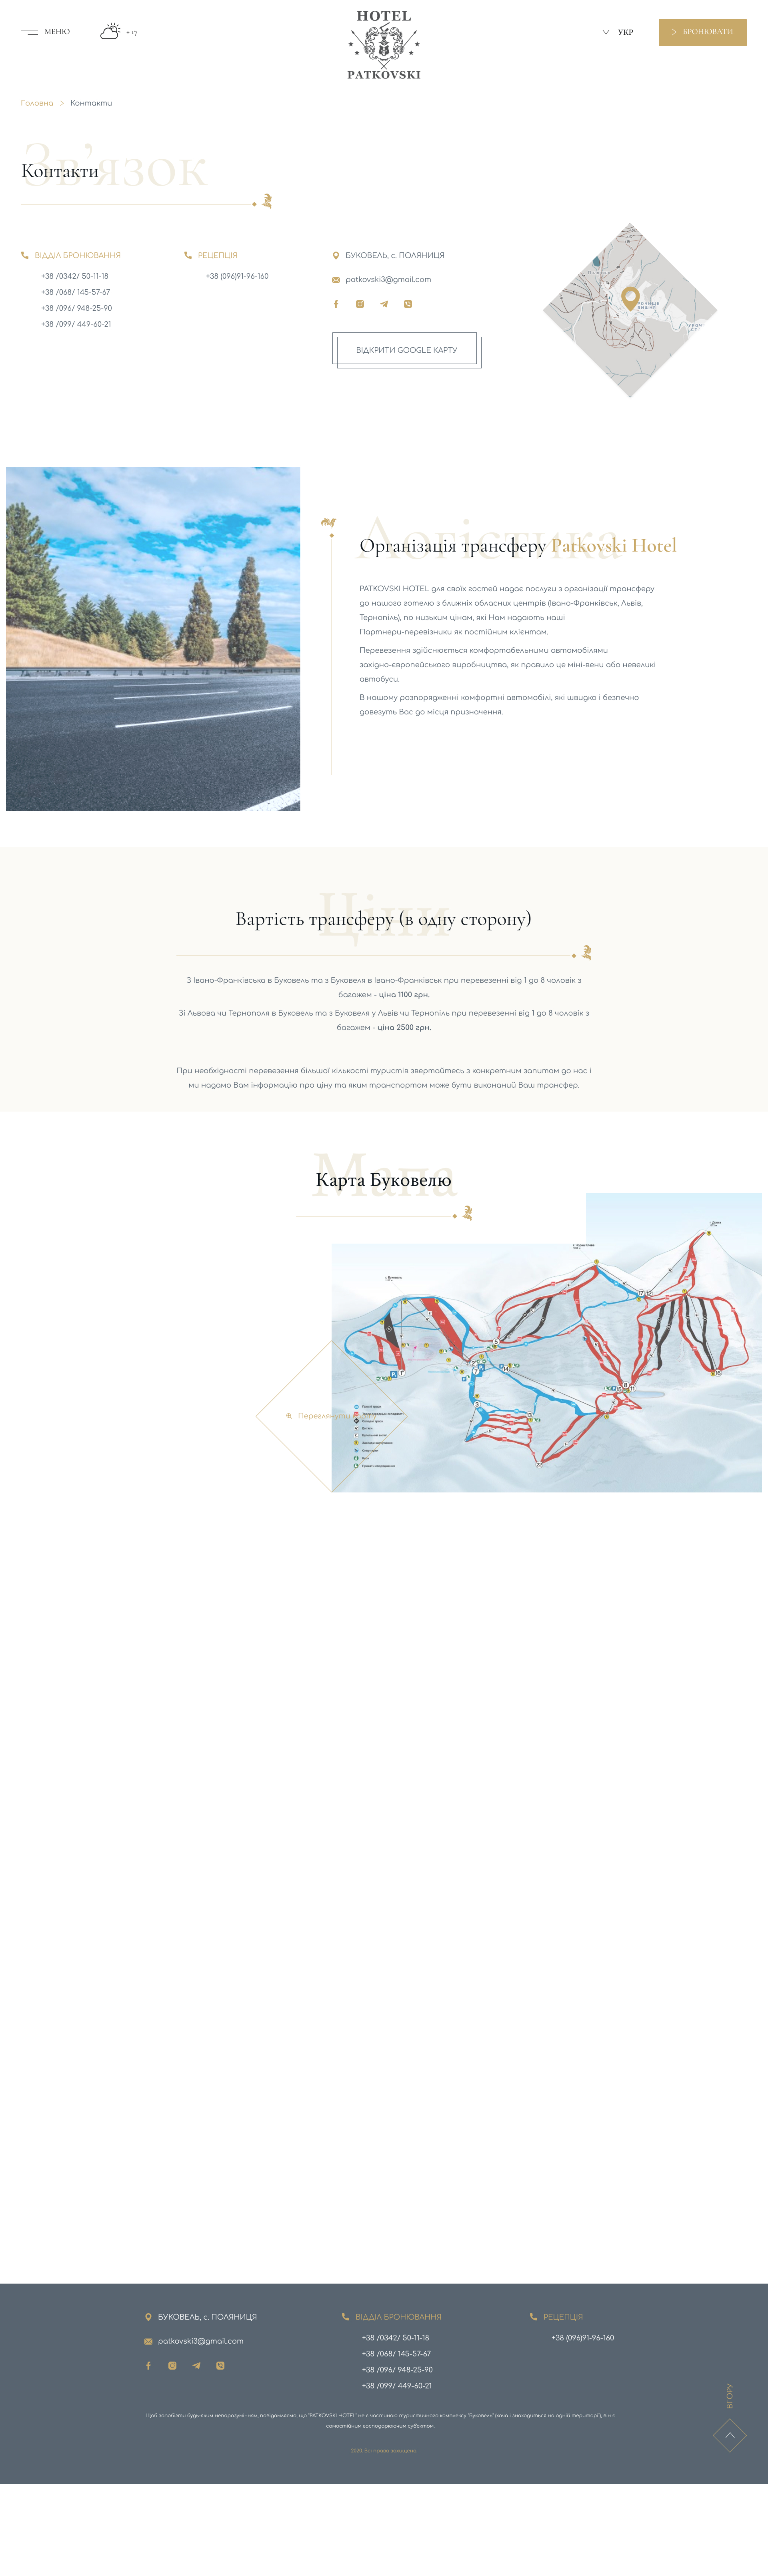 МЕНЮ
+ 17
HOTEL
PATKOVSKI
УКР
БРОНЮВАТИ
Головна > Контакти
Зв’язок
Контакти
ВІДДІЛ БРОНЮВАННЯ
+38 /0342/ 50-11-18
+38 /068/ 145-57-67
+38 /096/ 948-25-90
+38 /099/ 449-60-21
РЕЦЕПЦІЯ
+38 (096)91-96-160
БУКОВЕЛЬ, с. ПОЛЯНИЦЯ
patkovski3@gmail.com
ВІДКРИТИ GOOGLE КАРТУ
Логістика
Організація трансферу Patkovski Hotel
PATKOVSKI HOTEL для своїх гостей надає послуги з організації трансферу
до нашого готелю з ближніх обласних центрів (Івано-Франківськ, Львів,
Тернопіль), по низьким цінам, які Нам надають наші
Партнери-перевізники як постійним клієнтам.
Перевезення здійснюється комфортабельними автомобілями
західно-європейського виробництва, як правило це міні-вени або невеликі
автобуси.
В нашому розпорядженні комфортні автомобілі, які швидко і безпечно
довезуть Вас до місця призначення.
Ціни
Вартість трансферу (в одну сторону)
З Івано-Франківська в Буковель та з Буковеля в Івано-Франківськ при перевезенні від 1 до 8 чоловік з
багажем - ціна 1100 грн.
Зі Львова чи Тернополя в Буковель та з Буковеля у Львів чи Тернопіль при перевезенні від 1 до 8 чоловік з
багажем - ціна 2500 грн.
При необхідності перевезення більшої кількості туристів звертайтесь з конкретним запитом до нас і
ми надамо Вам інформацію про ціну та яким транспортом може бути виконаний Ваш трансфер.
Мапа
Карта Буковелю
г. Довга
г. Чорна Клева
г. Буковель
Переглянути
БУКОВЕЛЬ, с. ПОЛЯНИЦЯ
patkovski3@gmail.com
ВІДДІЛ БРОНЮВАННЯ
+38 /0342/ 50-11-18
+38 /068/ 145-57-67
+38 /096/ 948-25-90
+38 /099/ 449-60-21
РЕЦЕПЦІЯ
+38 (096)91-96-160
ВГОРУ
Щоб запобігти будь-яким непорозумінням, повідомляємо, що "PATKOVSKI HOTEL" не є частиною туристичного комплексу "Буковель" (хоча і знаходиться на одній території), він є
самостійним господарюючим суб'єктом.
2020. Всі права захищено.